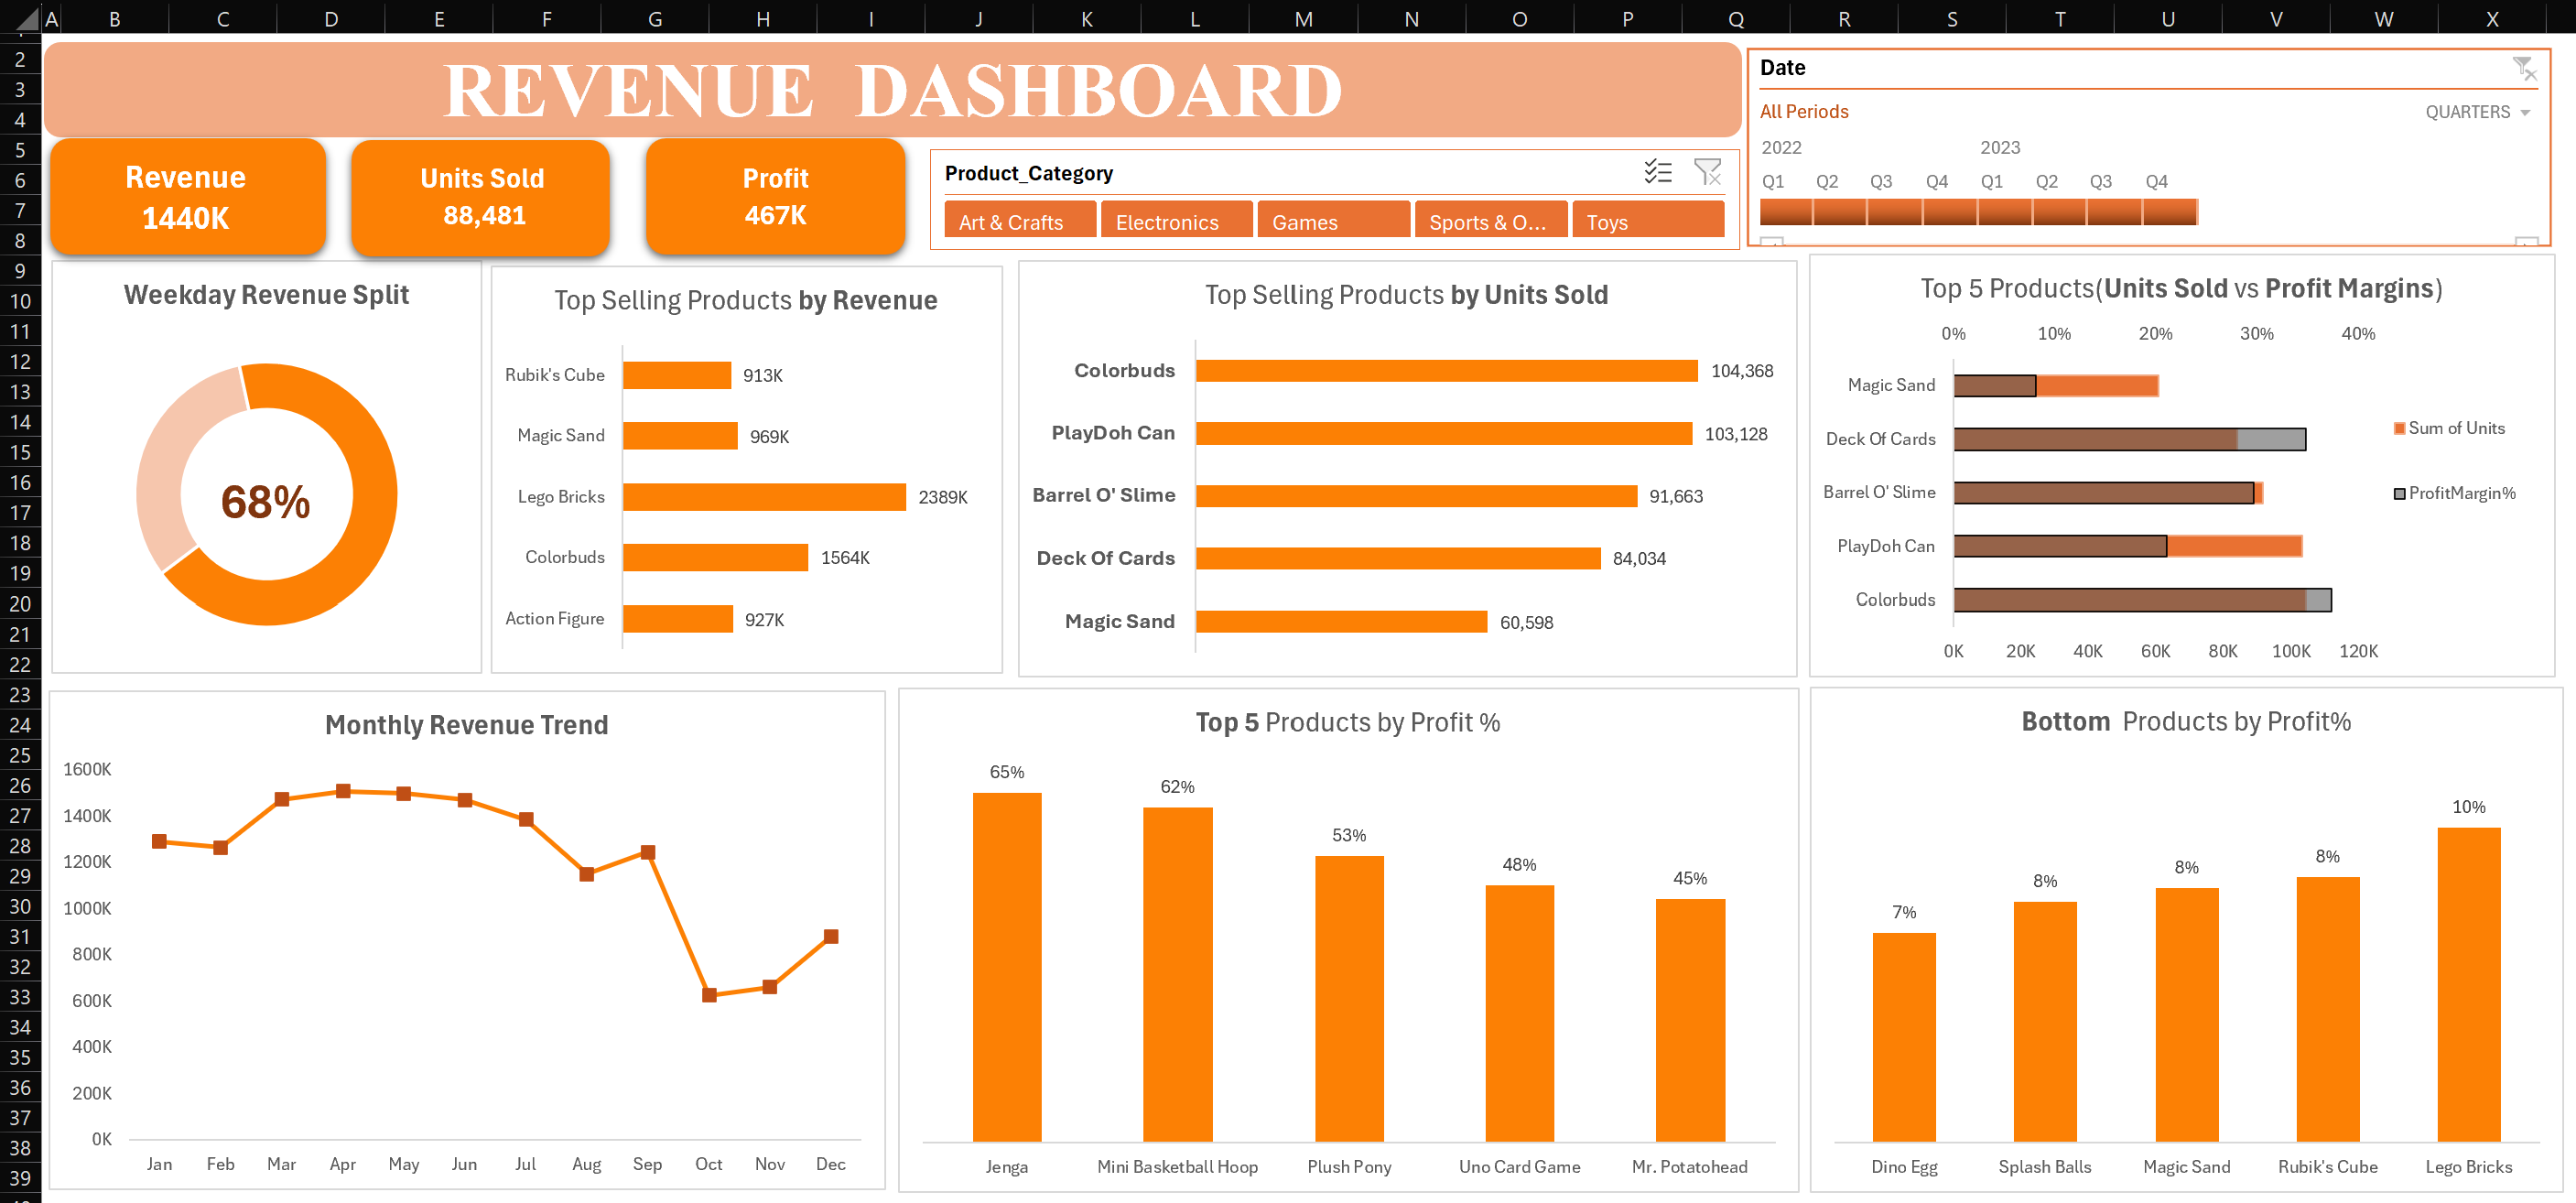 A B C D E F G H I J K L M N O P Q R S T U V W X
2
3
4
5
6
7
8
9
10
11
12
13
14
15
16
17
18
19
20
21
22
23
24
25
26
27
28
29
30
31
32
33
34
35
36
37
38
39
REVENUE DASHBOARD
Date
All Periods
QUARTERS
2022 2023
Q1 Q2 Q3 Q4 Q1 Q2 Q3 Q4
Revenue
1440K
Units Sold
88,481
Profit
467K
Product_Category
Art & Crafts
Electronics
Games
Sports & O...
Toys
Weekday Revenue Split
68%
Top Selling Products by Revenue
Rubik's Cube 913K
Magic Sand 969K
Lego Bricks 2389K
Colorbuds 1564K
Action Figure 927K
Top Selling Products by Units Sold
Colorbuds 104,368
PlayDoh Can 103,128
Barrel O' Slime 91,663
Deck Of Cards 84,034
Magic Sand 60,598
Top 5 Products(Units Sold vs Profit Margins)
0% 10% 20% 30% 40%
Magic Sand
Deck Of Cards
Barrel O' Slime
PlayDoh Can
Colorbuds
0K 20K 40K 60K 80K 100K 120K
Sum of Units
ProfitMargin%
Monthly Revenue Trend
1600K
1400K
1200K
1000K
800K
600K
400K
200K
0K
Jan Feb Mar Apr May Jun Jul Aug Sep Oct Nov Dec
Top 5 Products by Profit %
65% 62% 53% 48% 45%
Jenga Mini Basketball Hoop Plush Pony Uno Card Game Mr. Potatohead
Bottom Products by Profit%
7% 8% 8% 8% 10%
Dino Egg Splash Balls Magic Sand Rubik's Cube Lego Bricks